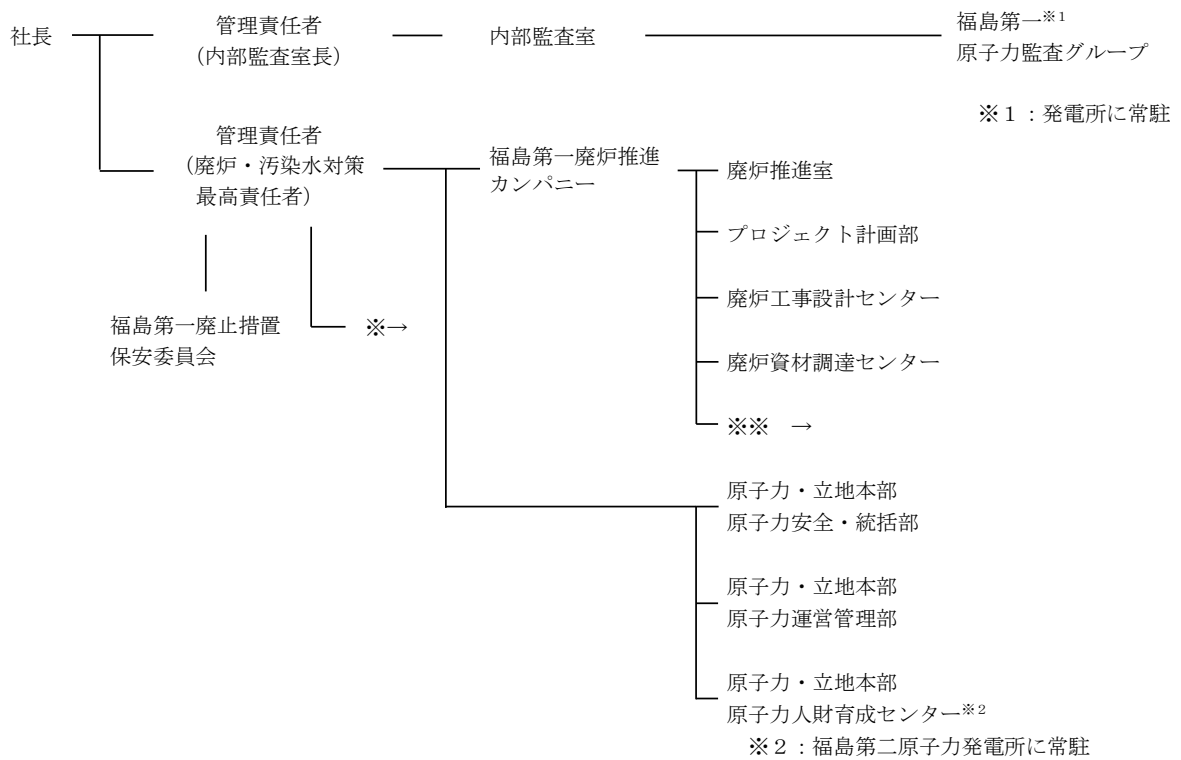 社長
管理責任者
(内部監査室長)
内部監査室
福島第一※1
原子力監査グループ
※1:発電所に常駐
管理責任者
(廃炉・汚染水対策
最高責任者)
福島第一廃炉推進
カンパニー
廃炉推進室
プロジェクト計画部
廃炉工事設計センター
廃炉資材調達センター
※※ →
福島第一廃止措置
保安委員会
※→
原子力・立地本部
原子力安全・統括部
原子力・立地本部
原子力運営管理部
原子力・立地本部
原子力人財育成センター※2
※2:福島第二原子力発電所に常駐